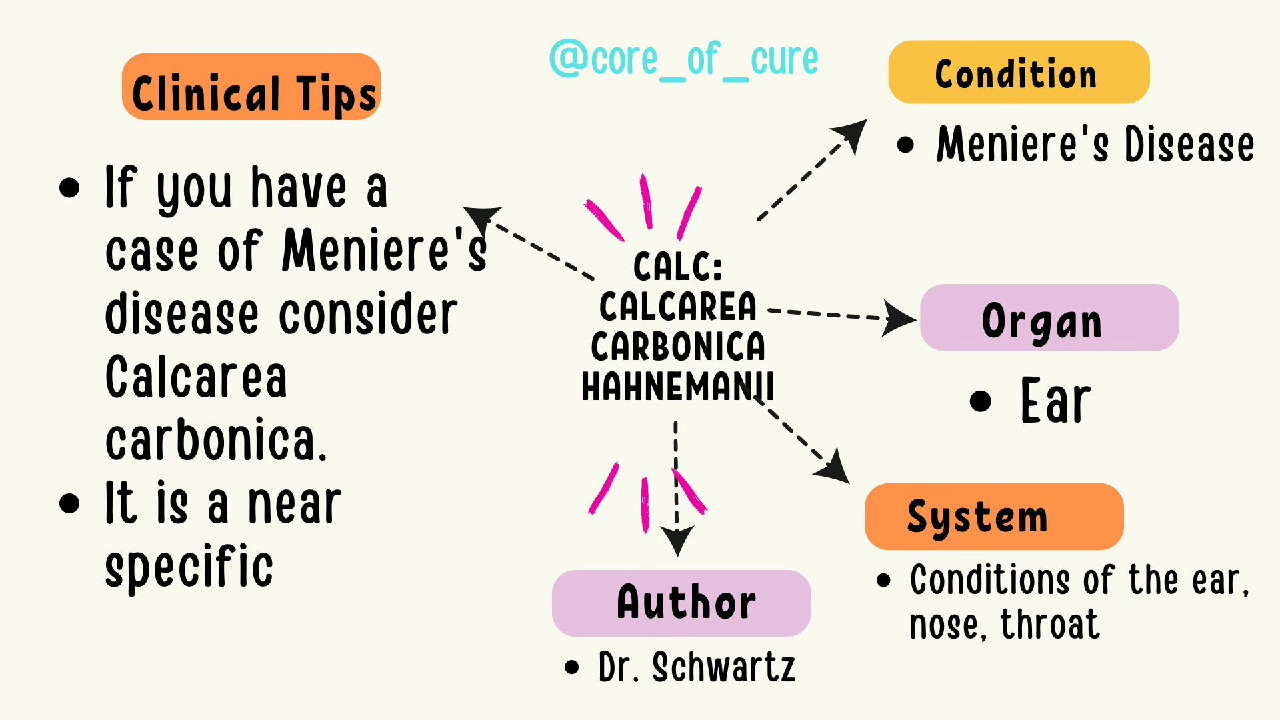 @core_of_cure
Clinical Tips
• If you have a
case of Meniere's
disease consider
Calcarea
carbonica.
• It is a near
specific
CALC:
CALCAREA
CARBONICA
HAHNEMANII
Condition
• Meniere's Disease
Organ
• Ear
System
• Conditions of the ear,
nose, throat
Author
• Dr. Schwartz